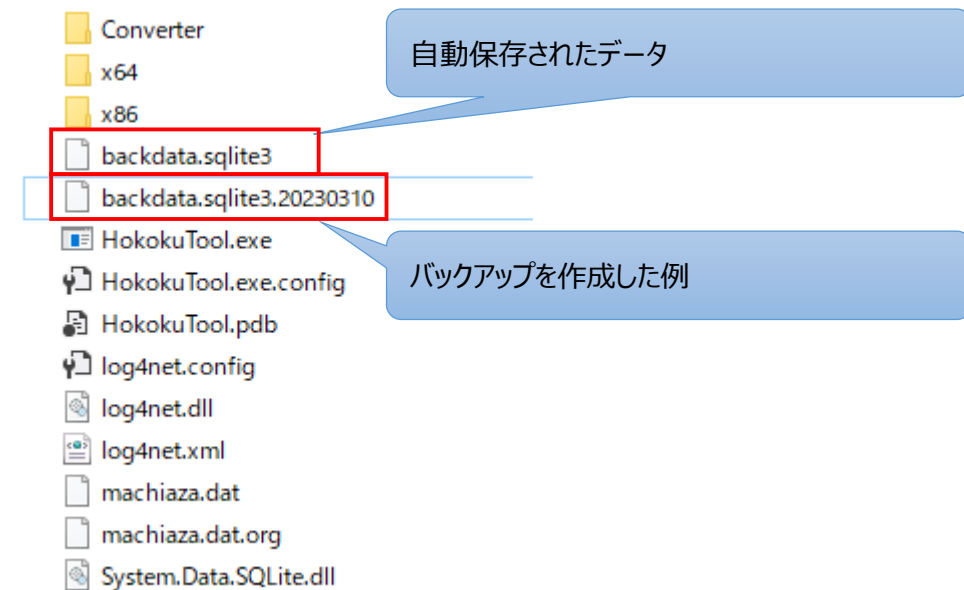 Converter
x64
x86
backdata.sqlite3
backdata.sqlite3.20230310
HokokuTool.exe
HokokuTool.exe.config
HokokuTool.pdb
log4net.config
log4net.dll
log4net.xml
machiaza.dat
machiaza.dat.org
System.Data.SQLite.dll
自動保存されたデータ
バックアップを作成した例